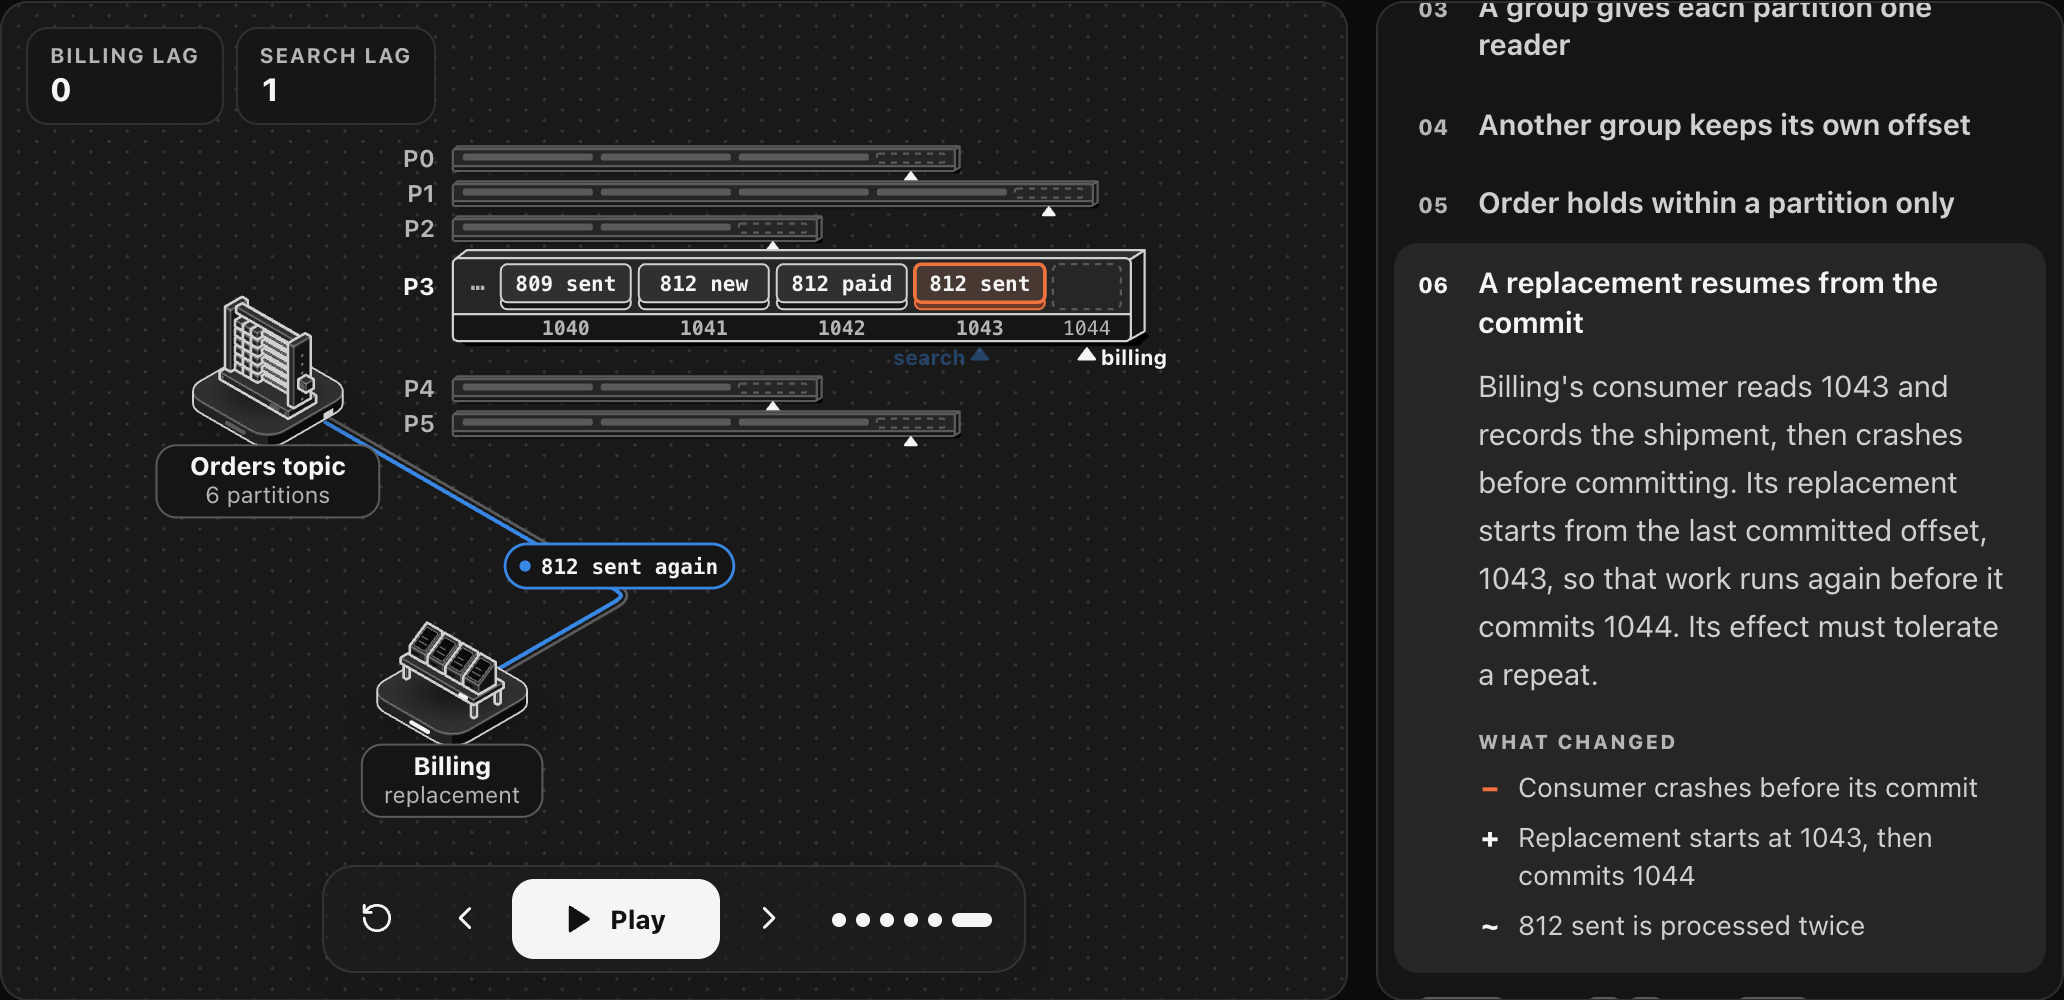 BILLING LAG
0
SEARCH LAG
1
P0
P1
P2
P3
... 809 sent 812 new 812 paid 812 sent
1040 1041 1042 1043 1044
search billing
P4
P5
Orders topic
6 partitions
812 sent again
Billing
replacement
Play
03 A group gives each partition one
reader
04 Another group keeps its own offset
05 Order holds within a partition only
06 A replacement resumes from the
commit
Billing's consumer reads 1043 and
records the shipment, then crashes
before committing. Its replacement
starts from the last committed offset,
1043, so that work runs again before it
commits 1044. Its effect must tolerate
a repeat.
WHAT CHANGED
− Consumer crashes before its commit
+ Replacement starts at 1043, then
commits 1044
~ 812 sent is processed twice